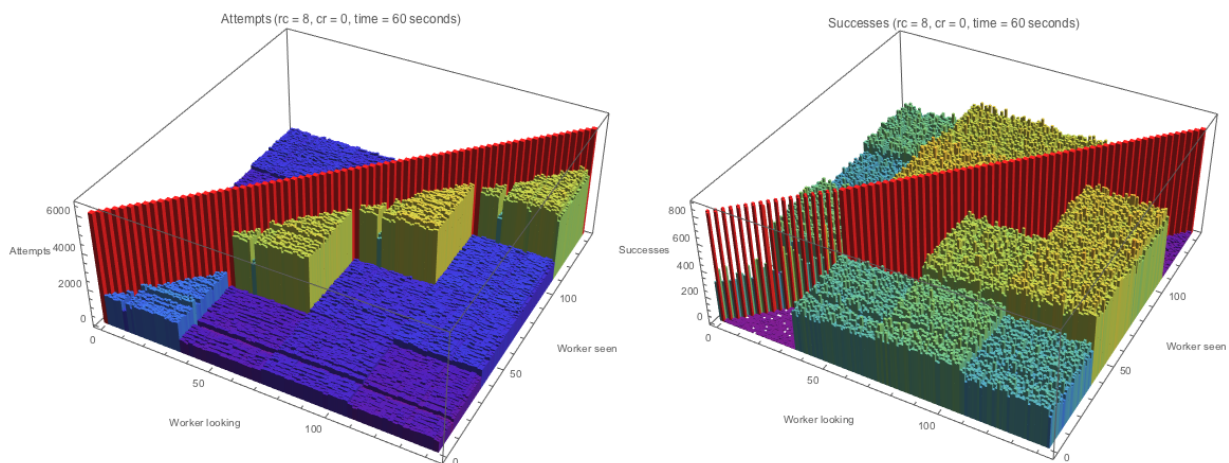 Attempts (rc = 8, cr = 0, time = 60 seconds)
6000
4000
2000
0
Attempts
0
50
100
Worker looking
0
50
100
Worker seen
Successes (rc = 8, cr = 0, time = 60 seconds)
800
600
400
200
0
Successes
0
50
100
Worker looking
0
50
100
Worker seen